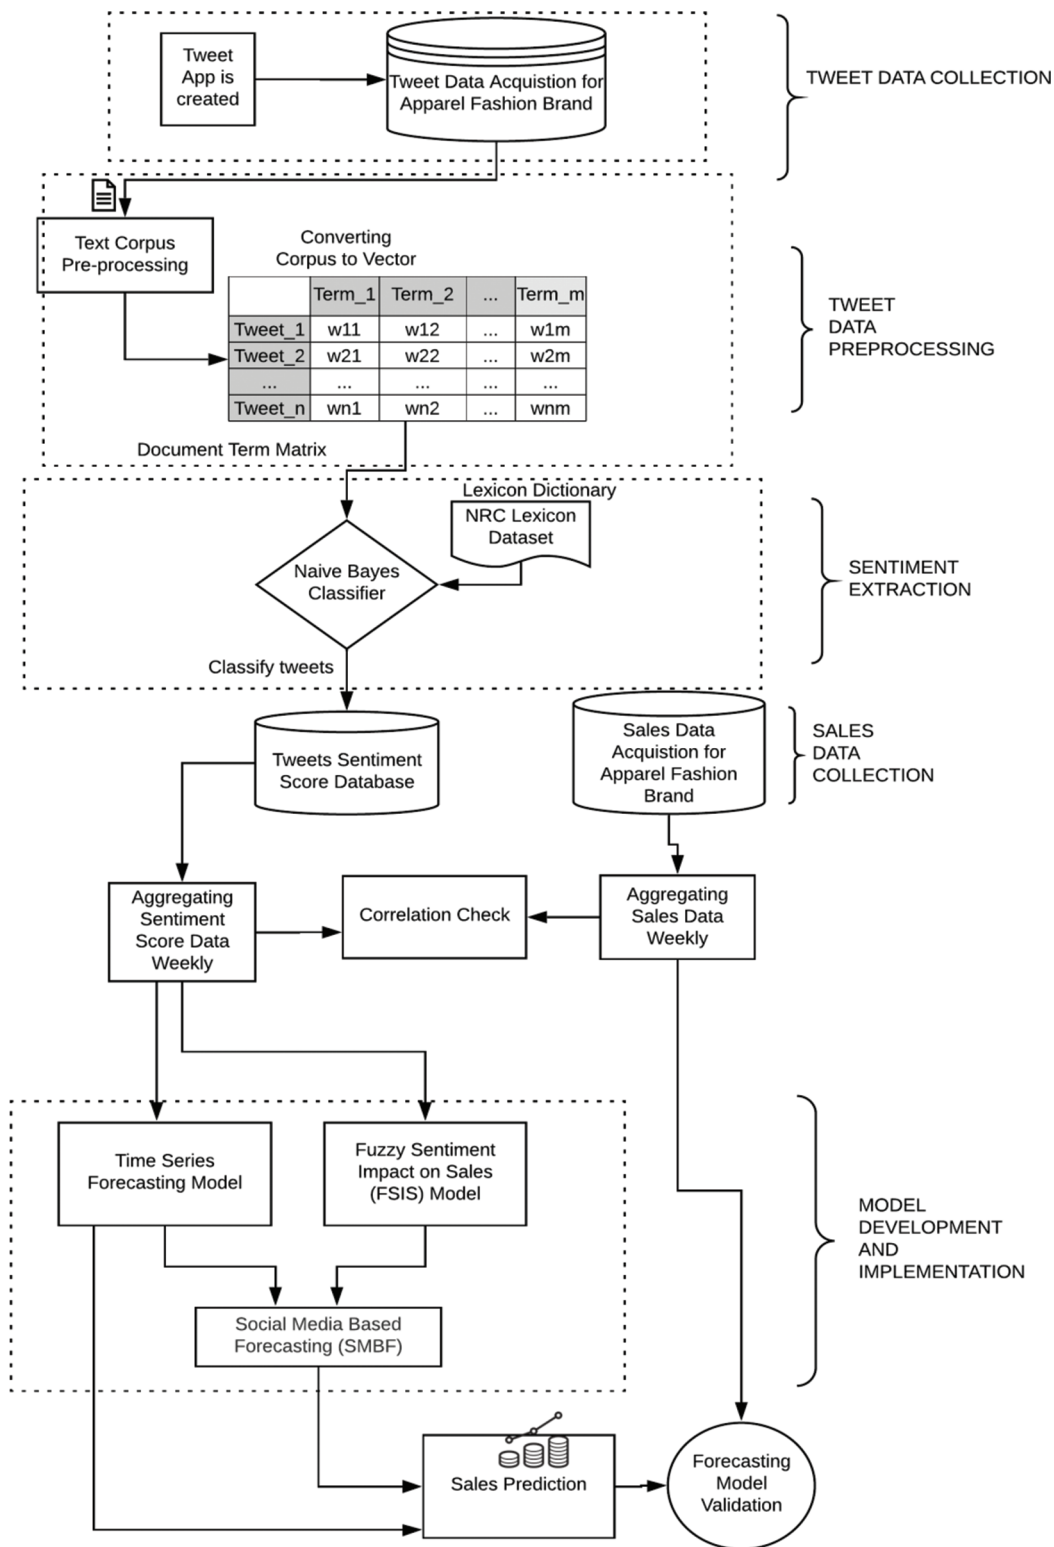 Tweet
App is
created
Tweet Data Acquistion for
Apparel Fashion Brand
TWEET DATA COLLECTION
Text Corpus
Pre-processing
Converting
Corpus to Vector
Term_1 Term_2 ... Term_m
Tweet_1 w11 w12 ... w1m
Tweet_2 w21 w22 ... w2m
... ... ... ... ...
Tweet_n wn1 wn2 ... wnm
Document Term Matrix
TWEET
DATA
PREPROCESSING
Lexicon Dictionary
NRC Lexicon
Dataset
Naive Bayes
Classifier
Classify tweets
SENTIMENT
EXTRACTION
Tweets Sentiment
Score Database
Sales Data
Acquistion for
Apparel Fashion
Brand
SALES
DATA
COLLECTION
Aggregating
Sentiment
Score Data
Weekly
Correlation Check
Aggregating
Sales Data
Weekly
Time Series
Forecasting Model
Fuzzy Sentiment
Impact on Sales
(FSIS) Model
Social Media Based
Forecasting (SMBF)
MODEL
DEVELOPMENT
AND
IMPLEMENTATION
Sales Prediction
Forecasting
Model
Validation